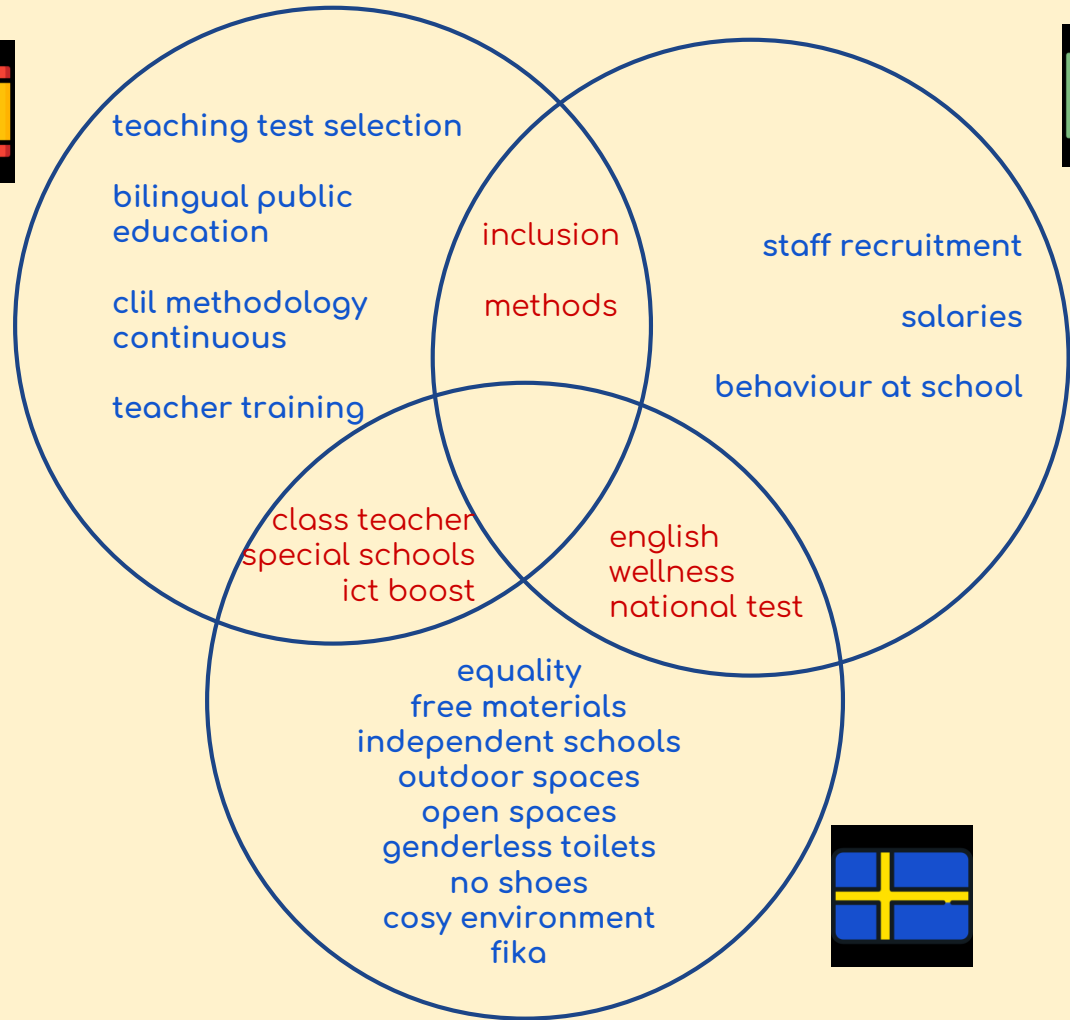 teaching test selection
bilingual public
education
clil methodology
continuous
teacher training
inclusion
methods
staff recruitment
salaries
behaviour at school
class teacher
special schools
ict boost
english
wellness
national test
equality
free materials
independent schools
outdoor spaces
open spaces
genderless toilets
no shoes
cosy environment
fika